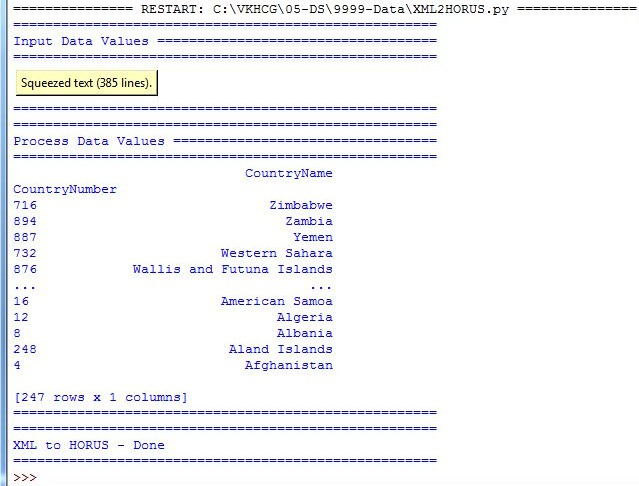 =============== RESTART: C:\VKHCG\05-DS\9999-Data\XML2HORUS.py ===============
=====================================================
Input Data Values ===================================
=====================================================
Squeezed text (385 lines).
=====================================================
=====================================================
Process Data Values =================================
=====================================================
CountryName
CountryNumber
716 Zimbabwe
894 Zambia
887 Yemen
732 Western Sahara
876 Wallis and Futuna Islands
... ...
16 American Samoa
12 Algeria
8 Albania
248 Aland Islands
4 Afghanistan
[247 rows x 1 columns]
=====================================================
=====================================================
XML to HORUS - Done
=====================================================
>>>